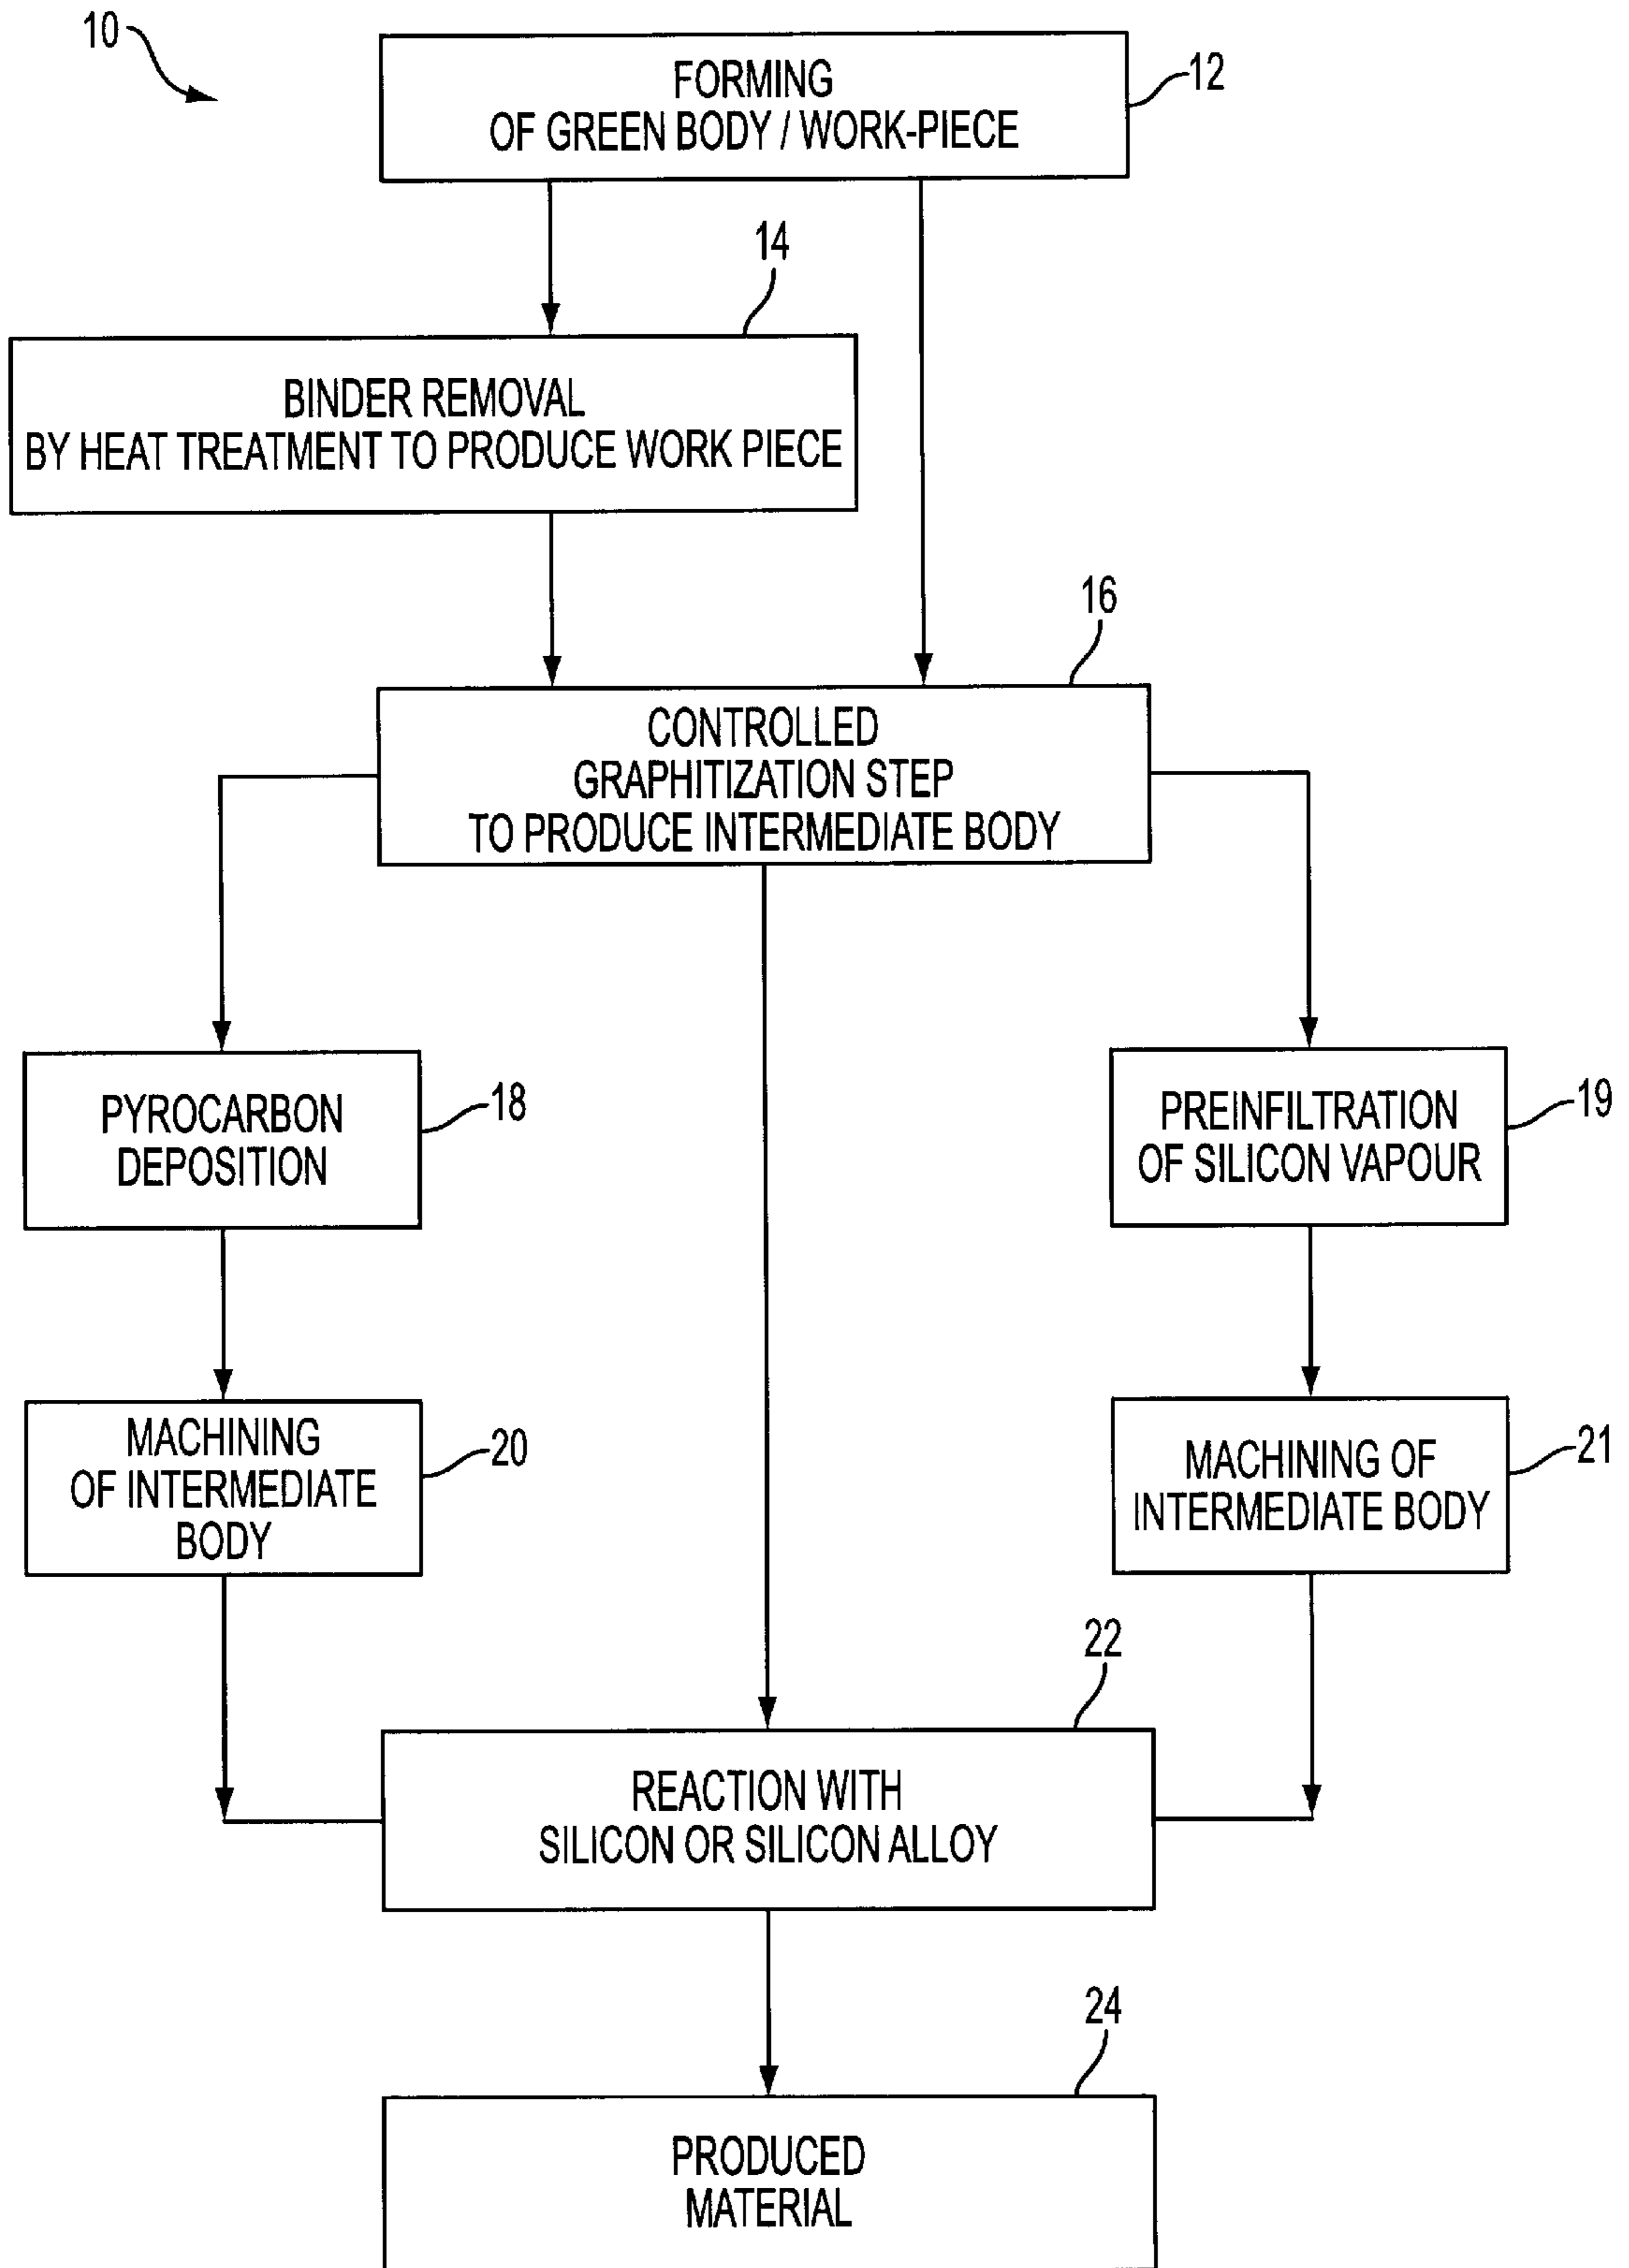 10
FORMING
OF GREEN BODY / WORK-PIECE
12
14
BINDER REMOVAL
BY HEAT TREATMENT TO PRODUCE WORK PIECE
16
CONTROLLED
GRAPHITIZATION STEP
TO PRODUCE INTERMEDIATE BODY
PYROCARBON
DEPOSITION
18
PREINFILTRATION
OF SILICON VAPOUR
19
MACHINING
OF INTERMEDIATE
BODY
20
MACHINING OF
INTERMEDIATE BODY
21
22
REACTION WITH
SILICON OR SILICON ALLOY
24
PRODUCED
MATERIAL